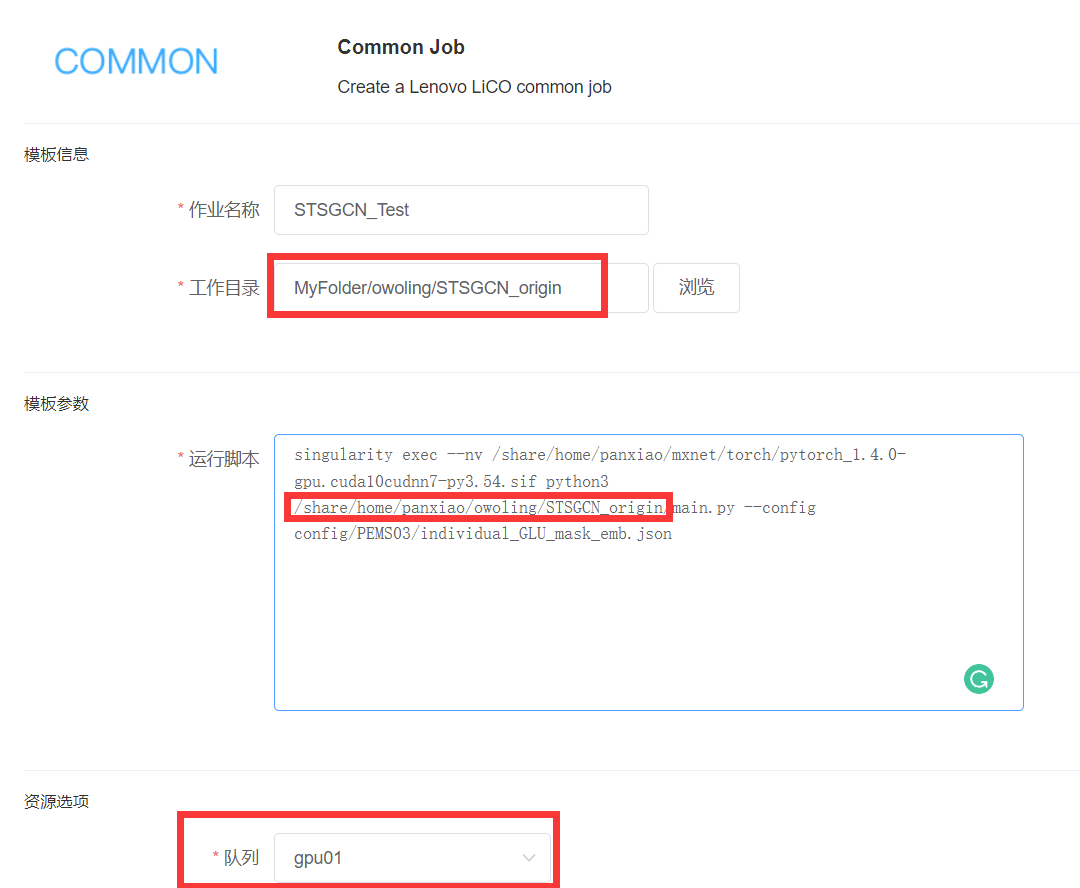 COMMON
Common Job
Create a Lenovo LiCO common job
模板信息
* 作业名称 STSGCN_Test
* 工作目录 MyFolder/owoling/STSGCN_origin 浏览
模板参数
* 运行脚本 singularity exec --nv /share/home/panxiao/mxnet/torch/pytorch_1.4.0-
gpu.cuda10cudnn7-py3.54.sif python3
/share/home/panxiao/owoling/STSGCN_origin/main.py --config
config/PEMS03/individual_GLU_mask_emb.json
资源选项
* 队列 gpu01